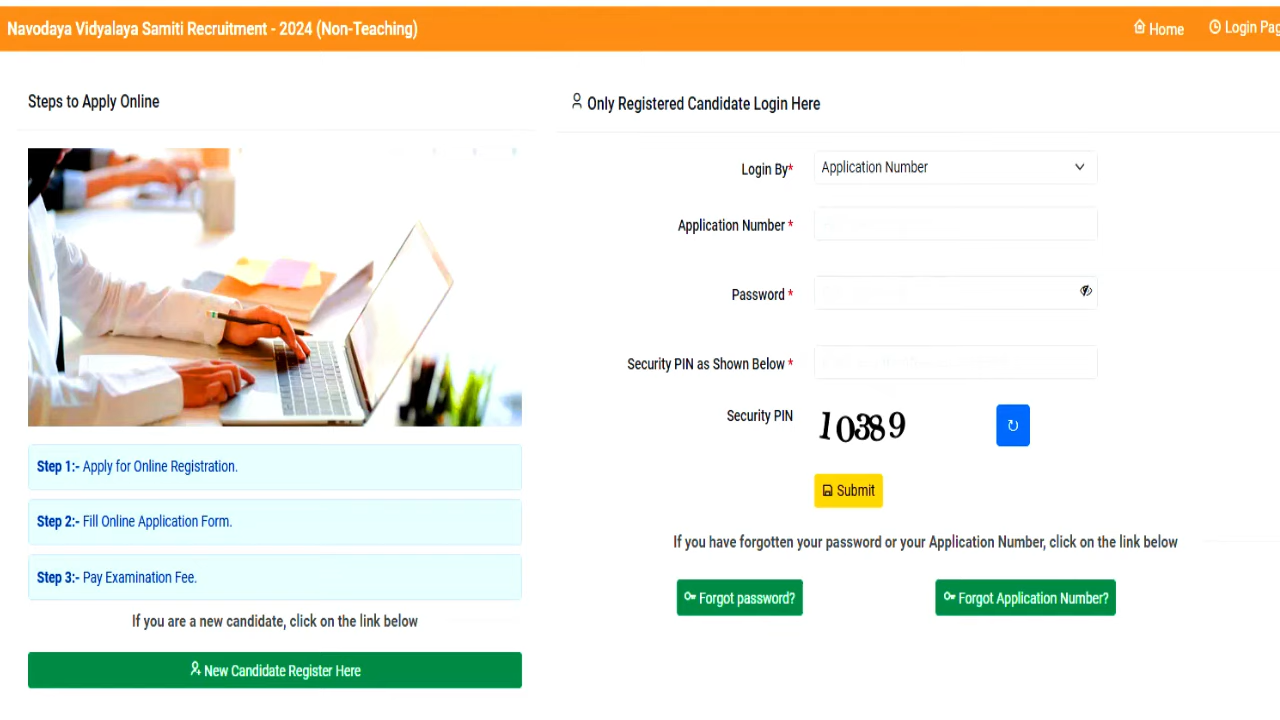 Navodaya Vidyalaya Samiti Recruitment - 2024 (Non-Teaching)
Home
Login Pag
Steps to Apply Online
Step 1:- Apply for Online Registration.
Step 2:- Fill Online Application Form.
Step 3:- Pay Examination Fee.
If you are a new candidate, click on the link below
New Candidate Register Here
Only Registered Candidate Login Here
Login By* Application Number
Application Number *
Password *
Security PIN as Shown Below *
Security PIN 10389
Submit
If you have forgotten your password or your Application Number, click on the link below
Forgot password?
Forgot Application Number?